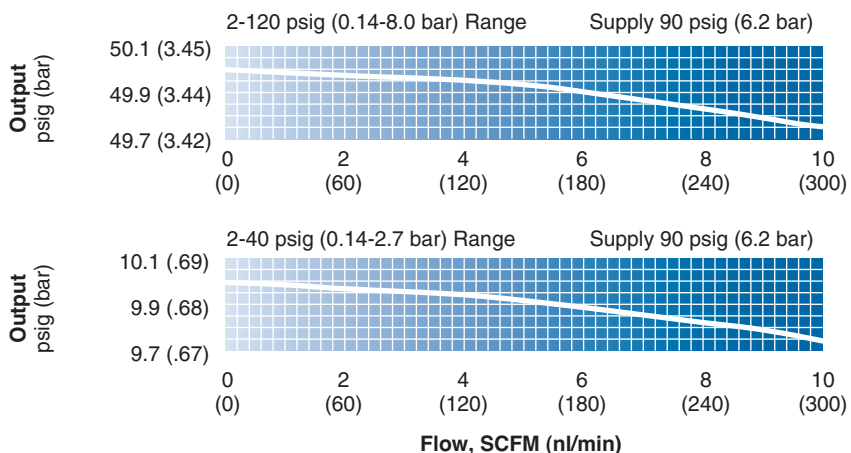 2-120 psig (0.14-8.0 bar) Range Supply 90 psig (6.2 bar)
Output
psig (bar)
50.1 (3.45)
49.9 (3.44)
49.7 (3.42)
0 2 4 6 8 10
(0) (60) (120) (180) (240) (300)
2-40 psig (0.14-2.7 bar) Range Supply 90 psig (6.2 bar)
Output
psig (bar)
10.1 (.69)
9.9 (.68)
9.7 (.67)
0 2 4 6 8 10
(0) (60) (120) (180) (240) (300)
Flow, SCFM (nl/min)